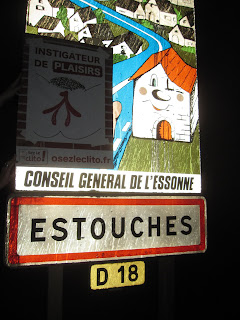 INSTIGATEUR
DE PLAISIRS
osezleclito.fr
CONSEIL GENERAL DE L'ESSONNE
ESTOUCHES
D 18